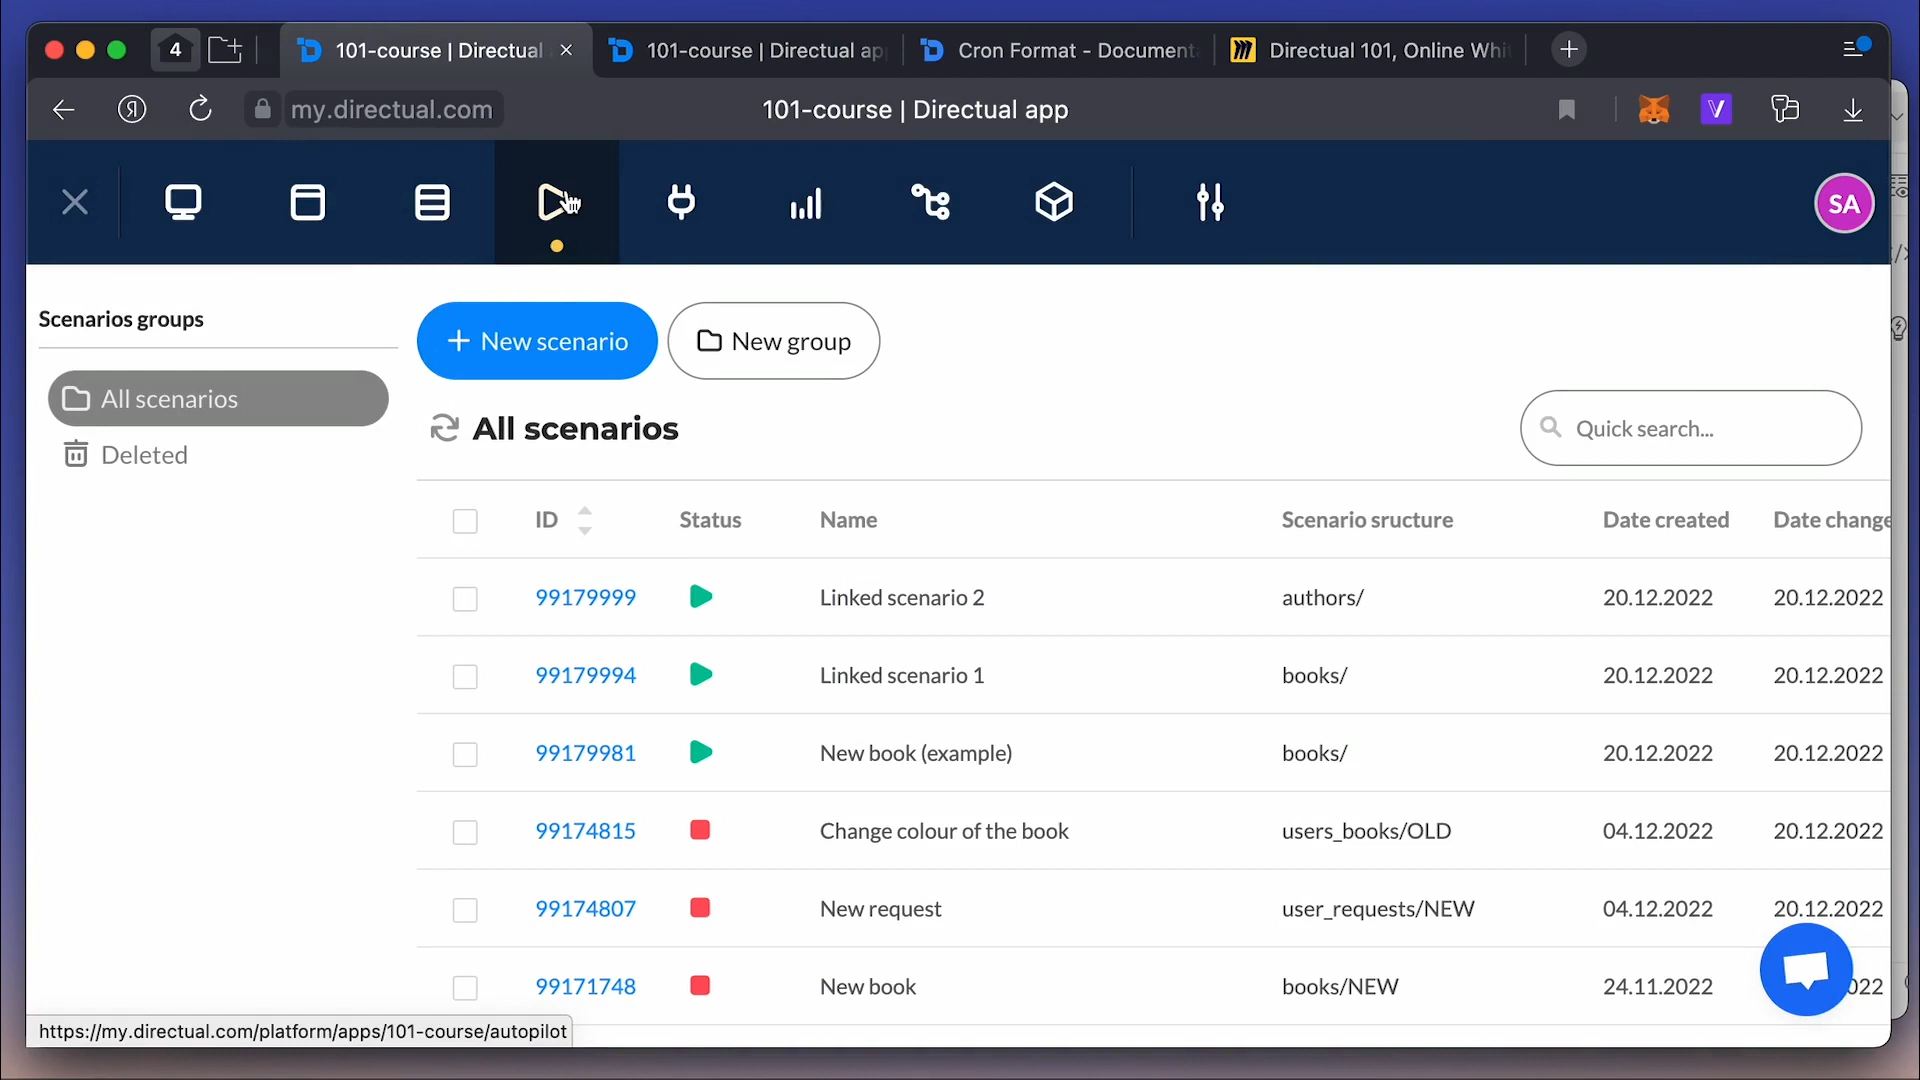 4
101-course | Directual
101-course | Directual ap
Cron Format - Document
Directual 101, Online Whi
my.directual.com
101-course | Directual app
V
SA
Scenarios groups
All scenarios
Deleted
+ New scenario
New group
All scenarios
Quick search...
ID Status Name Scenario sructure Date created Date change
99179999 Linked scenario 2 authors/ 20.12.2022 20.12.2022
99179994 Linked scenario 1 books/ 20.12.2022 20.12.2022
99179981 New book (example) books/ 20.12.2022 20.12.2022
99174815 Change colour of the book users_books/OLD 04.12.2022 20.12.2022
99174807 New request user_requests/NEW 04.12.2022 20.12.2022
99171748 New book books/NEW 24.11.2022 022
https://my.directual.com/platform/apps/101-course/autopilot